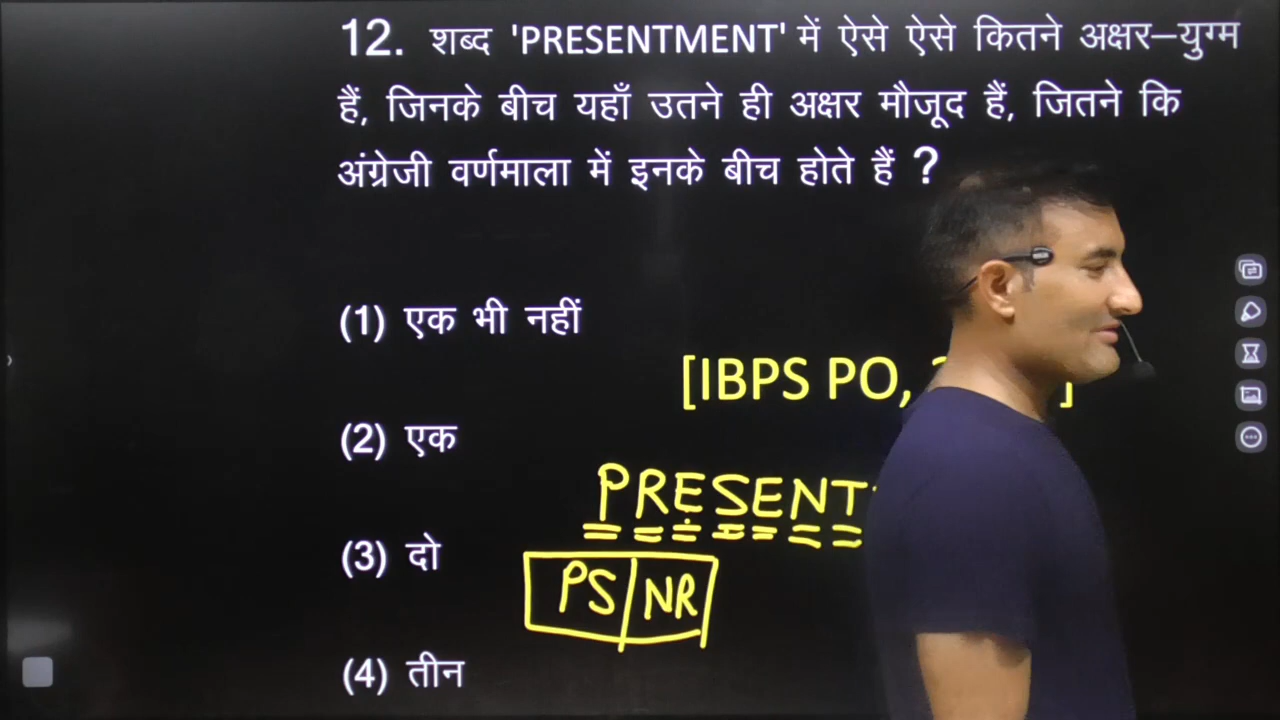 12. शब्द 'PRESENTMENT' में ऐसे ऐसे कितने अक्षर–युग्म
हैं, जिनके बीच यहाँ उतने ही अक्षर मौजूद हैं, जितने कि
अंग्रेजी वर्णमाला में इनके बीच होते हैं ?
(1) एक भी नहीं
[IBPS PO, ]
(2) एक
PRESENT
(3) दो
PS NR
(4) तीन